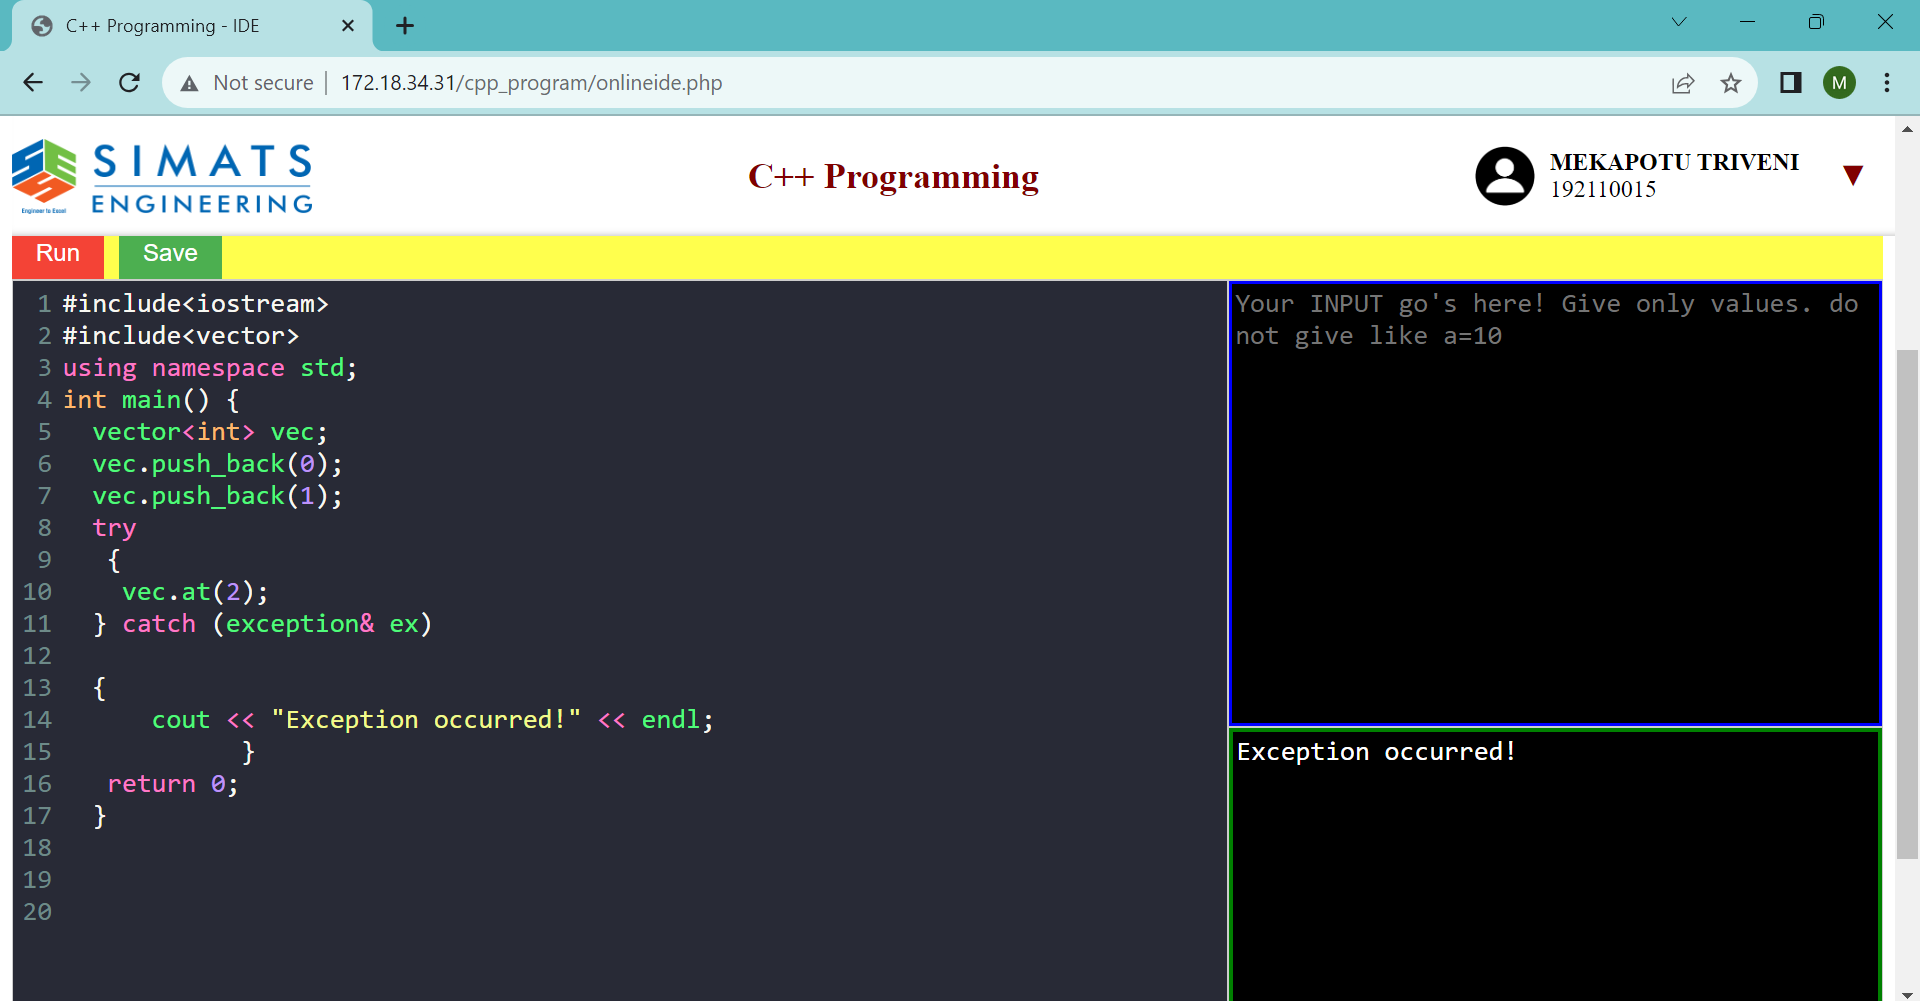 C++ Programming - IDE
Not secure | 172.18.34.31/cpp_program/onlineide.php
M
SIMATS
ENGINEERING
Engineer to Excel
C++ Programming
MEKAPOTU TRIVENI
192110015
Run Save
1 #include<iostream>
2 #include<vector>
3 using namespace std;
4 int main() {
5   vector<int> vec;
6   vec.push_back(0);
7   vec.push_back(1);
8   try
9    {
10     vec.at(2);
11   } catch (exception& ex)
12
13   {
14       cout << "Exception occurred!" << endl;
15             }
16    return 0;
17   }
18
19
20
Your INPUT go's here! Give only values. do
not give like a=10
Exception occurred!